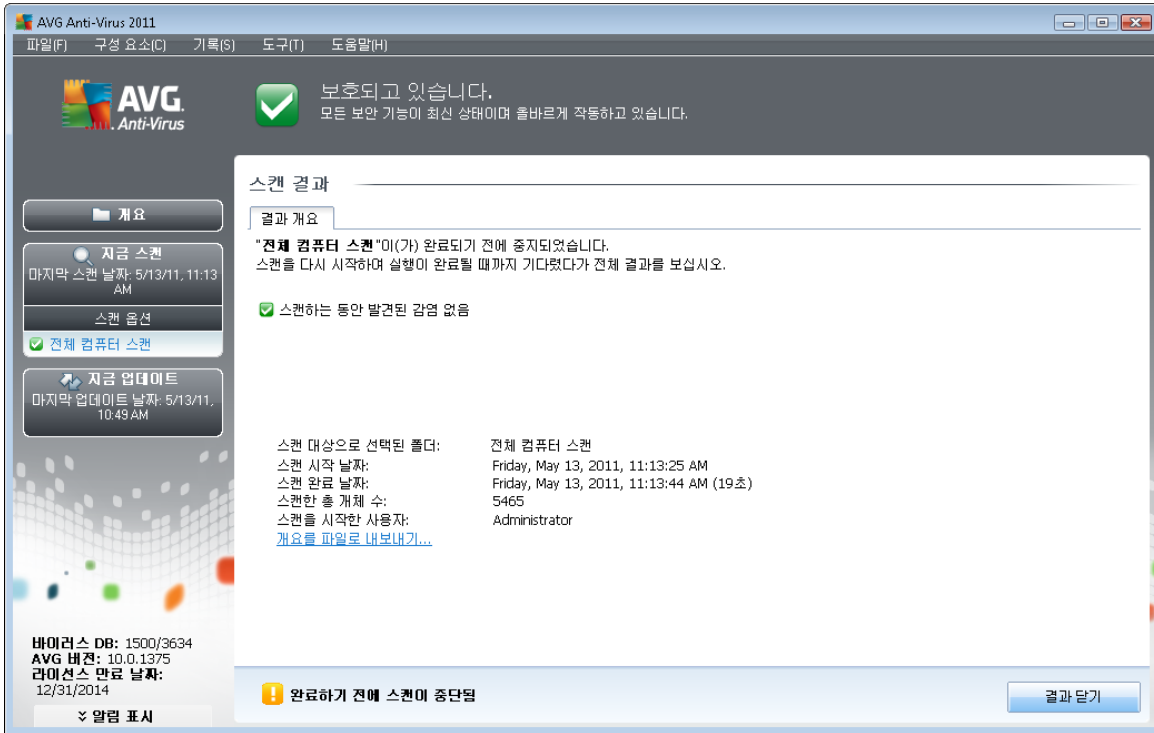 AVG Anti-Virus 2011
파일(F) 구성 요소(C) 기록(S) 도구(T) 도움말(H)
AVG.
Anti-Virus
보호되고 있습니다.
모든 보안 기능이 최신 상태이며 올바르게 작동하고 있습니다.
개요
지금 스캔
마지막 스캔 날짜: 5/13/11, 11:13
AM
스캔 옵션
전체 컴퓨터 스캔
지금 업데이트
마지막 업데이트 날짜: 5/13/11,
10:49 AM
바이러스 DB: 1500/3634
AVG 버전: 10.0.1375
라이선스 만료 날짜:
12/31/2014
알림 표시
스캔 결과
결과 개요
"전체 컴퓨터 스캔"이(가) 완료되기 전에 중지되었습니다.
스캔을 다시 시작하여 실행이 완료될 때까지 기다렸다가 전체 결과를 보십시오.
스캔하는 동안 발견된 감염 없음
스캔 대상으로 선택된 폴더: 전체 컴퓨터 스캔
스캔 시작 날짜: Friday, May 13, 2011, 11:13:25 AM
스캔 완료 날짜: Friday, May 13, 2011, 11:13:44 AM (19초)
스캔한 총 개체 수: 5465
스캔을 시작한 사용자: Administrator
개요를 파일로 내보내기...
완료하기 전에 스캔이 중단됨
결과 닫기